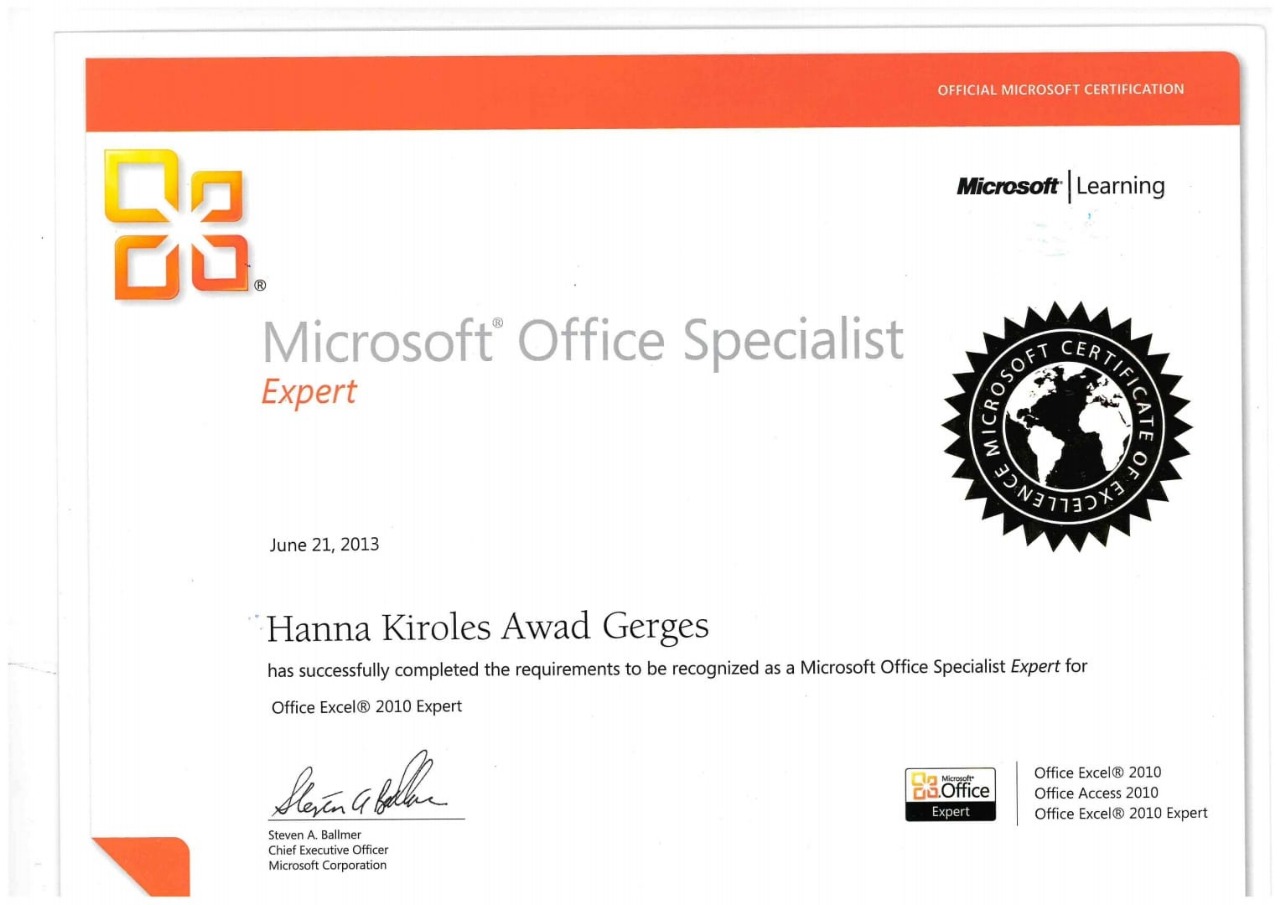 OFFICIAL MICROSOFT CERTIFICATION
Microsoft® | Learning
®
Microsoft® Office Specialist
Expert
MICROSOFT CERTIFICATE OF EXCELLENCE
June 21, 2013
Hanna Kiroles Awad Gerges
has successfully completed the requirements to be recognized as a Microsoft Office Specialist Expert for
Office Excel® 2010 Expert
Steven A Ballmer
Steven A. Ballmer
Chief Executive Officer
Microsoft Corporation
Microsoft®
Office
Expert
Office Excel® 2010
Office Access 2010
Office Excel® 2010 Expert